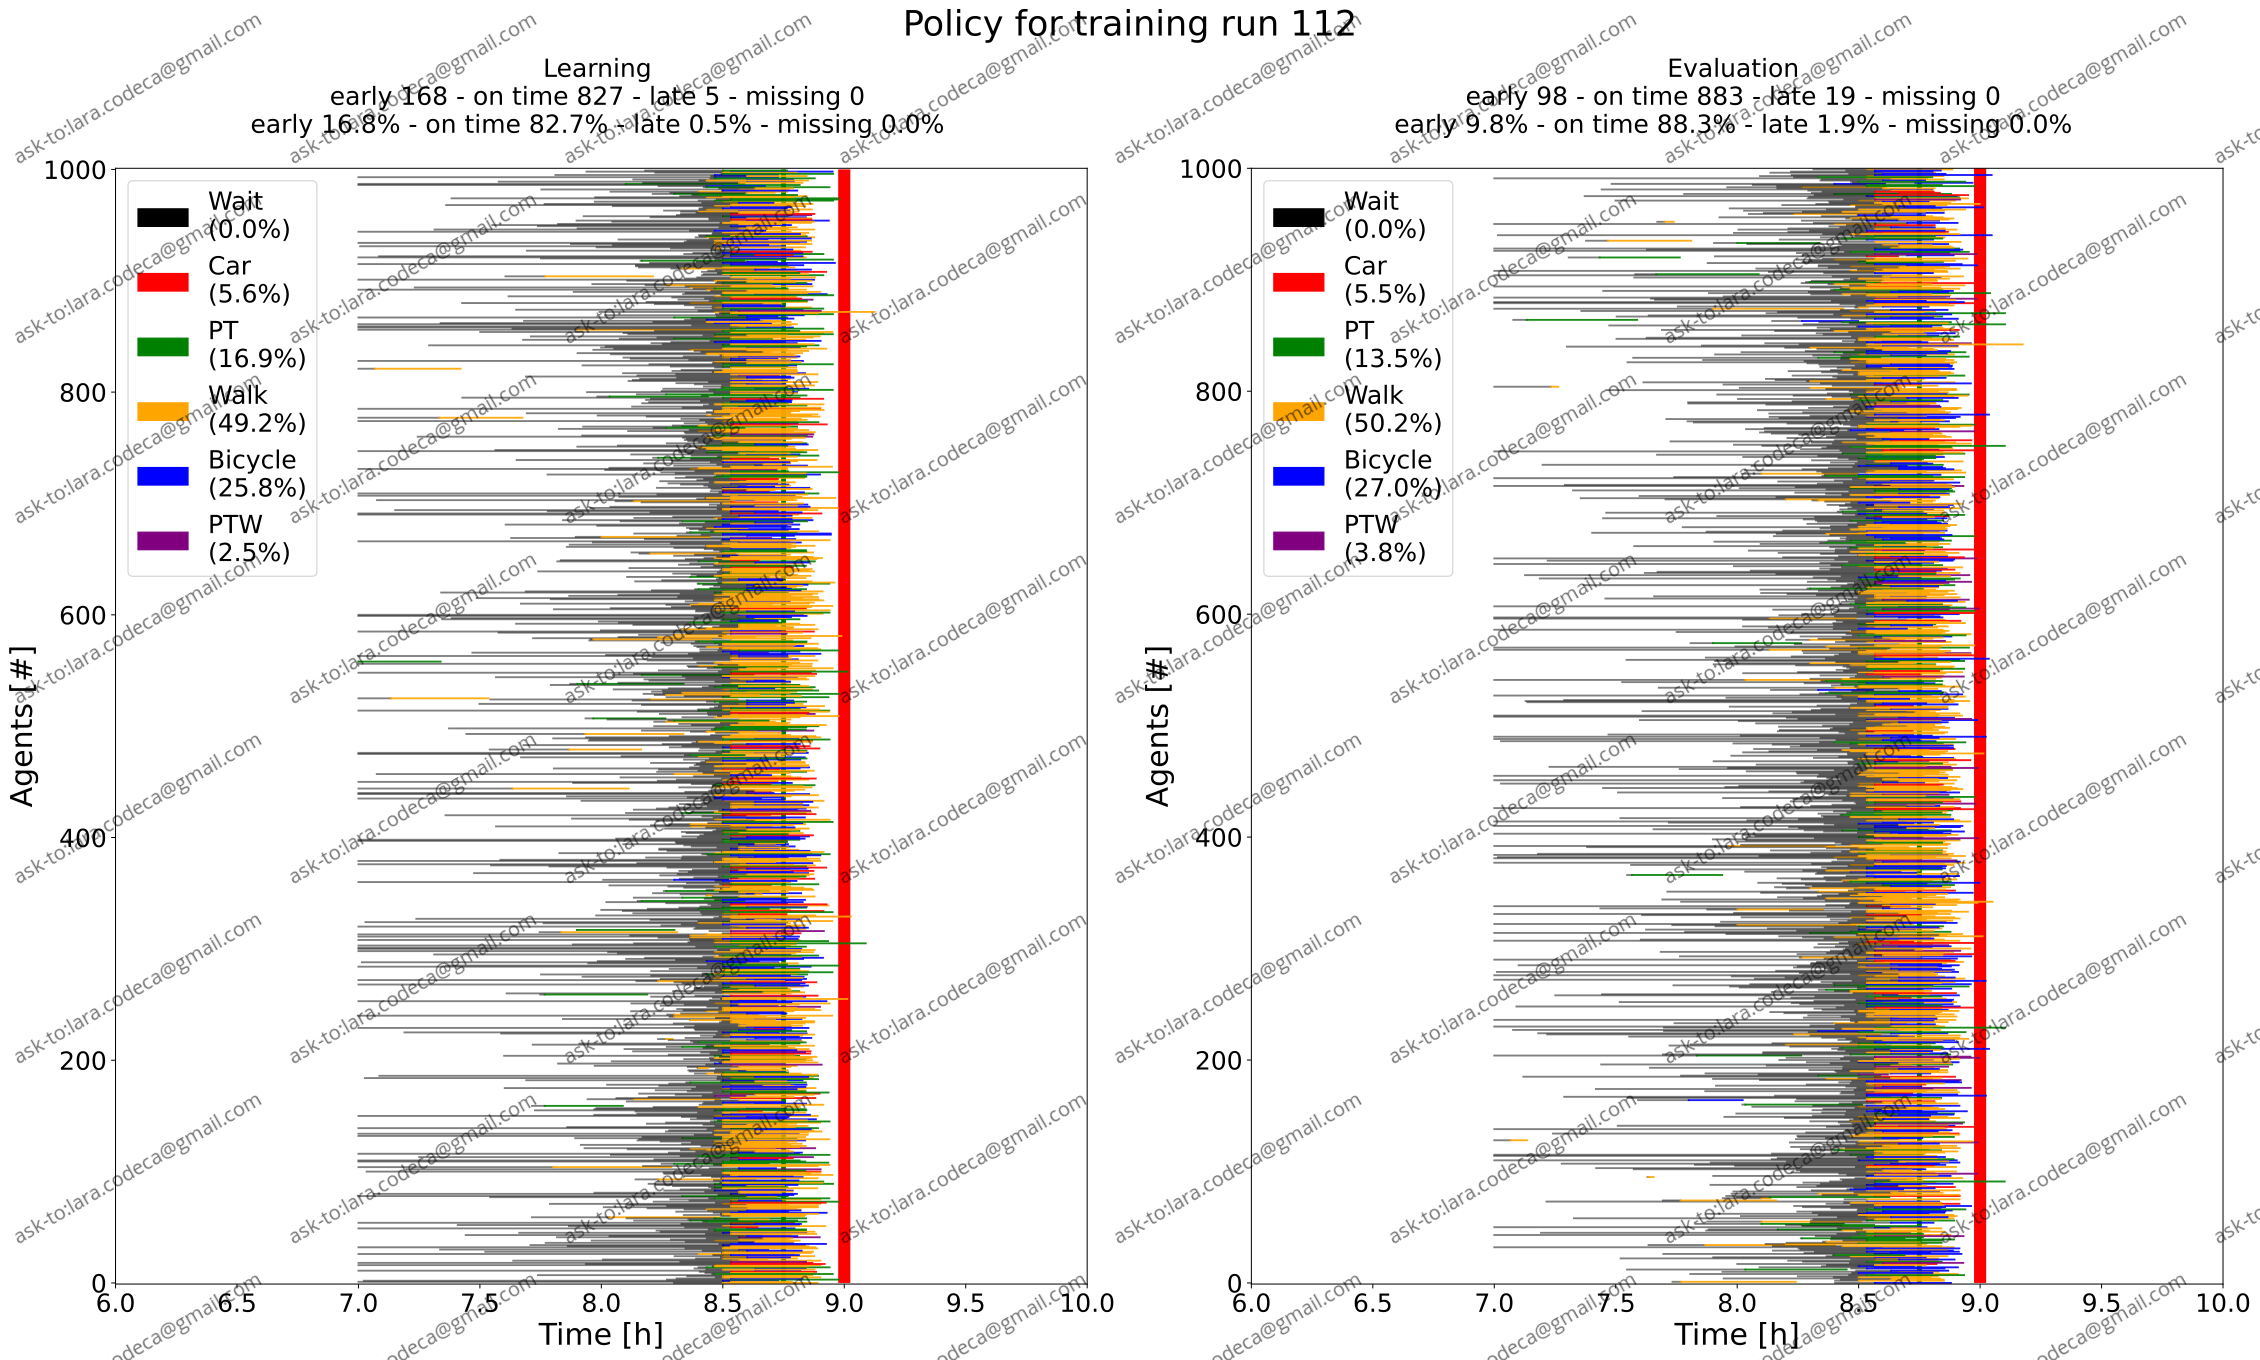 Policy for training run 112
Learning
early 168 - on time 827 - late 5 - missing 0
early 16.8% - on time 82.7% - late 0.5% - missing 0.0%
1000
800
600
400
200
0
Agents [#]
Wait
(0.0%)
Car
(5.6%)
PT
(16.9%)
Walk
(49.2%)
Bicycle
(25.8%)
PTW
(2.5%)
6.0 6.5 7.0 7.5 8.0 8.5 9.0 9.5 10.0
Time [h]
Evaluation
early 98 - on time 883 - late 19 - missing 0
early 9.8% - on time 88.3% - late 1.9% - missing 0.0%
1000
800
600
400
200
0
Agents [#]
Wait
(0.0%)
Car
(5.5%)
PT
(13.5%)
Walk
(50.2%)
Bicycle
(27.0%)
PTW
(3.8%)
6.0 6.5 7.0 7.5 8.0 8.5 9.0 9.5 10.0
Time [h]
ask-to:lara.codeca@gmail.com